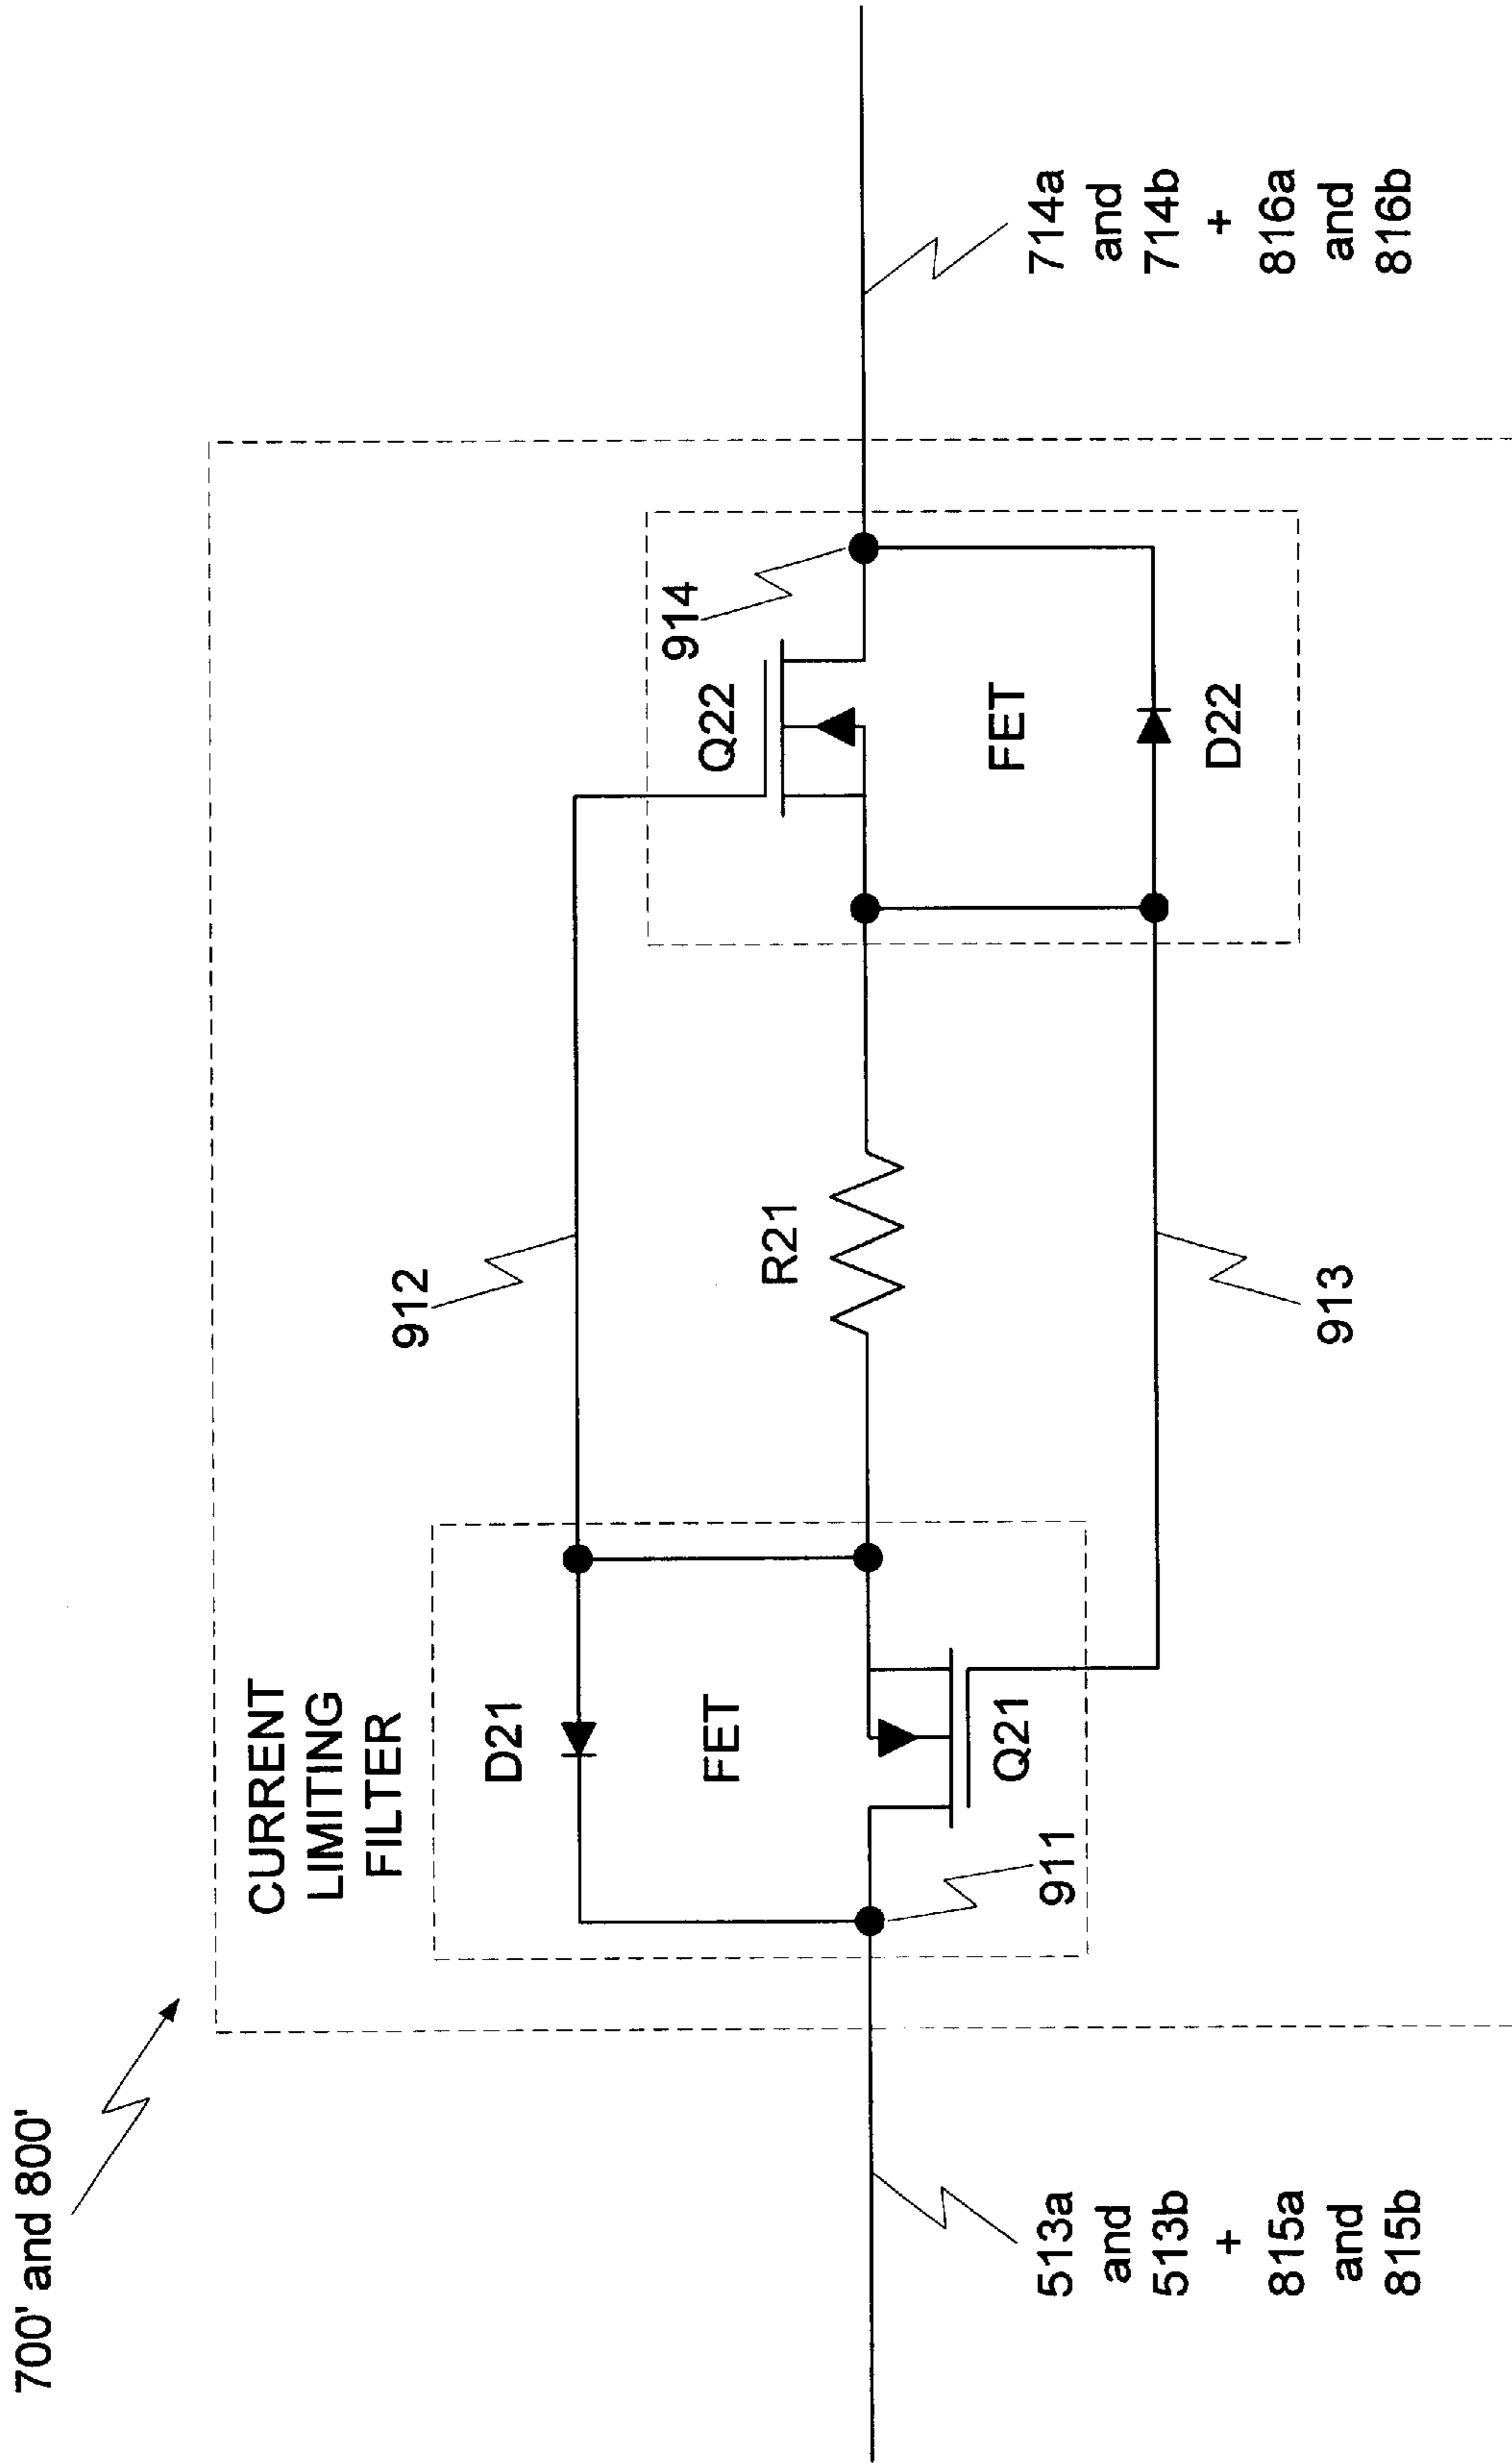 700' and 800'
CURRENT
LIMITING
FILTER
912
D21
FET
Q21
911
R21
913
Q22
914
FET
D22
513a
and
513b
+
815a
and
815b
714a
and
714b
+
816a
and
816b